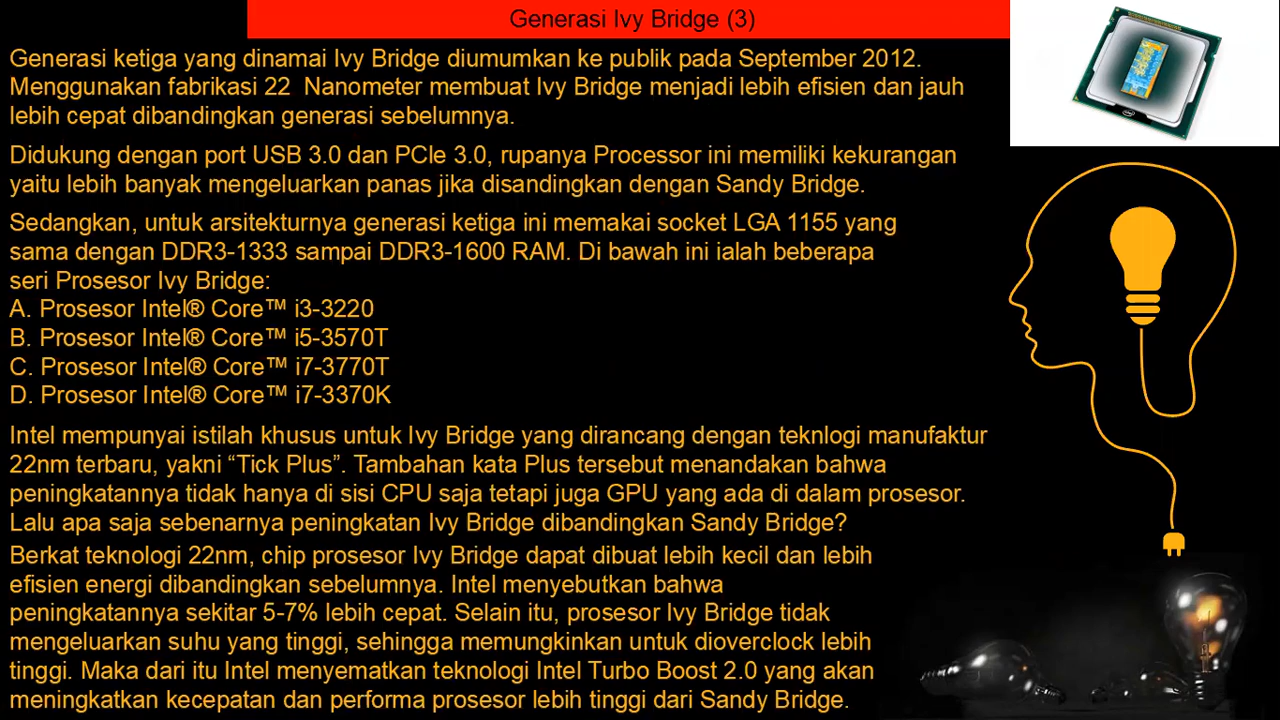 Generasi Ivy Bridge (3)
Generasi ketiga yang dinamai Ivy Bridge diumumkan ke publik pada September 2012.
Menggunakan fabrikasi 22 Nanometer membuat Ivy Bridge menjadi lebih efisien dan jauh
lebih cepat dibandingkan generasi sebelumnya.
Didukung dengan port USB 3.0 dan PCIe 3.0, rupanya Processor ini memiliki kekurangan
yaitu lebih banyak mengeluarkan panas jika disandingkan dengan Sandy Bridge.
Sedangkan, untuk arsitekturnya generasi ketiga ini memakai socket LGA 1155 yang
sama dengan DDR3-1333 sampai DDR3-1600 RAM. Di bawah ini ialah beberapa
seri Prosesor Ivy Bridge:
A. Prosesor Intel® Core™ i3-3220
B. Prosesor Intel® Core™ i5-3570T
C. Prosesor Intel® Core™ i7-3770T
D. Prosesor Intel® Core™ i7-3370K
Intel mempunyai istilah khusus untuk Ivy Bridge yang dirancang dengan teknlogi manufaktur
22nm terbaru, yakni “Tick Plus”. Tambahan kata Plus tersebut menandakan bahwa
peningkatannya tidak hanya di sisi CPU saja tetapi juga GPU yang ada di dalam prosesor.
Lalu apa saja sebenarnya peningkatan Ivy Bridge dibandingkan Sandy Bridge?
Berkat teknologi 22nm, chip prosesor Ivy Bridge dapat dibuat lebih kecil dan lebih
efisien energi dibandingkan sebelumnya. Intel menyebutkan bahwa
peningkatannya sekitar 5-7% lebih cepat. Selain itu, prosesor Ivy Bridge tidak
mengeluarkan suhu yang tinggi, sehingga memungkinkan untuk dioverclock lebih
tinggi. Maka dari itu Intel menyematkan teknologi Intel Turbo Boost 2.0 yang akan
meningkatkan kecepatan dan performa prosesor lebih tinggi dari Sandy Bridge.